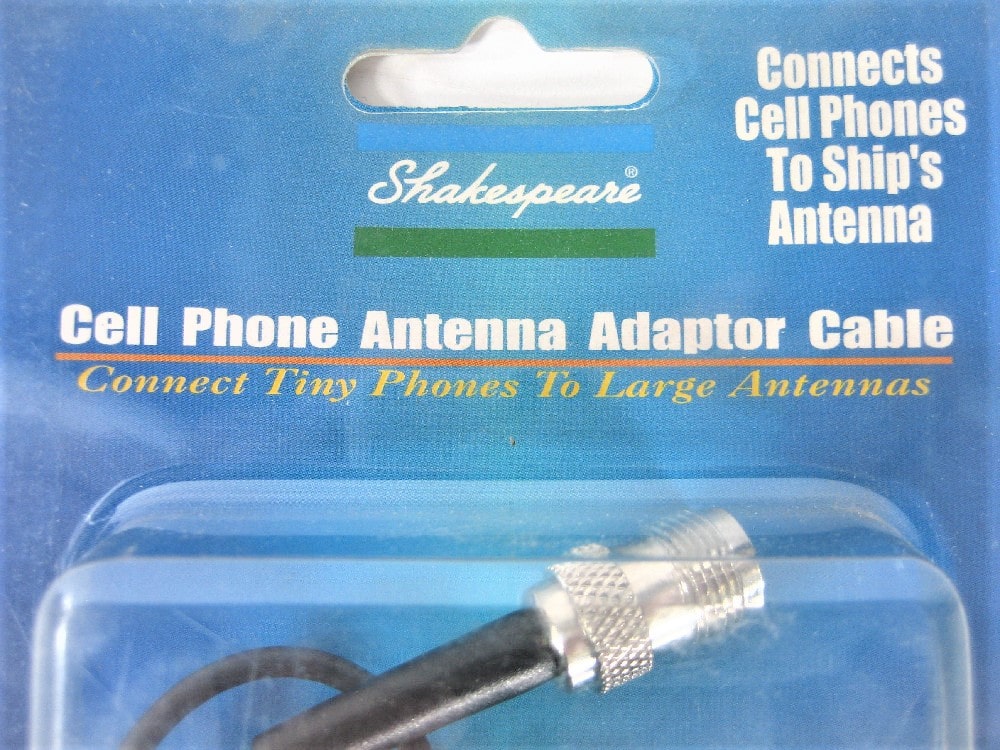 Connects
Cell Phones
To Ship's
Antenna
Shakespeare®
Cell Phone Antenna Adaptor Cable
Connect Tiny Phones To Large Antennas